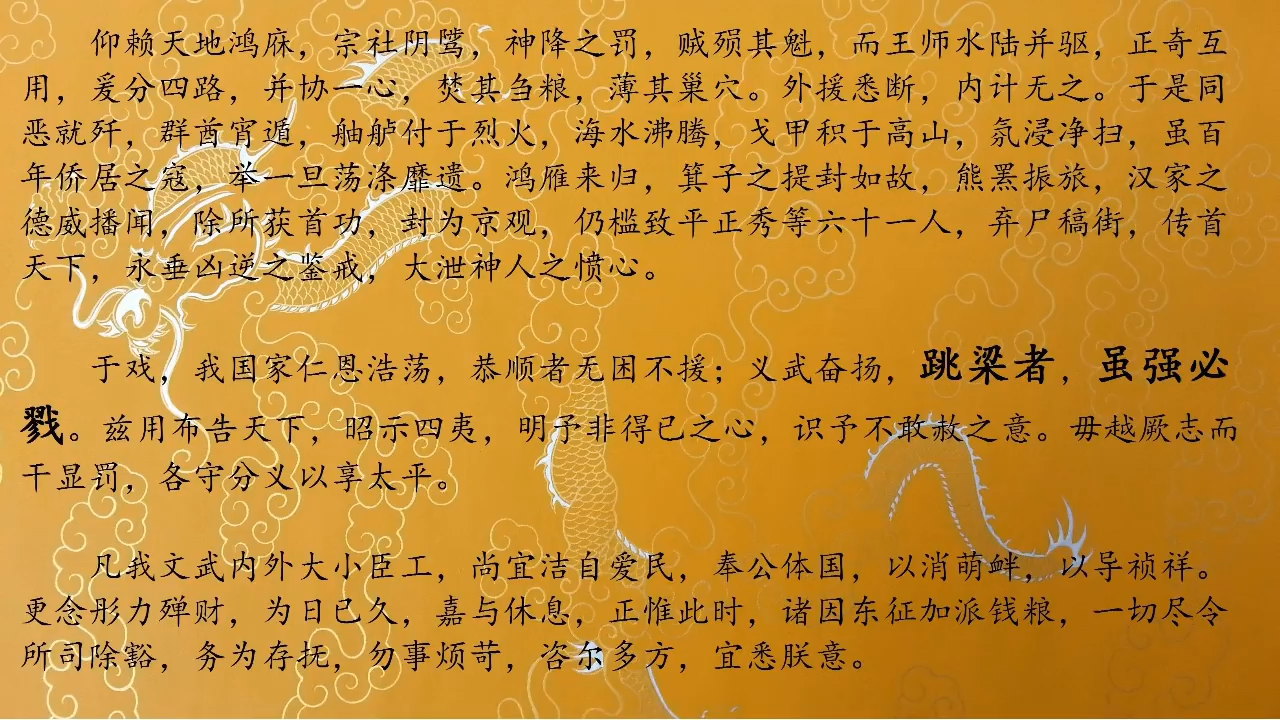 仰赖天地鸿庥，宗社阴骘，神降之罚，贼殒其魁，而王师水陆并驱，正奇互
用，爰分四路，并协一心，焚其刍粮，薄其巢穴。外援悉断，内计无之。于是同
恶就歼，群酋宵遁，舳舻付于烈火，海水沸腾，戈甲积于高山，氛浸净扫，虽百
年侨居之寇，举一旦荡涤靡遗。鸿雁来归，箕子之提封如故，熊罴振旅，汉家之
德威播闻，除所获首功，封为京观，仍槛致平正秀等六十一人，弃尸稿街，传首
天下，永垂凶逆之鉴戒，大泄神人之愤心。
于戏，我国家仁恩浩荡，恭顺者无困不援；义武奋扬，跳梁者，虽强必
戮。兹用布告天下，昭示四夷，明予非得已之心，识予不敢赦之意。毋越厥志而
干显罚，各守分义以享太平。
凡我文武内外大小臣工，尚宜洁自爱民，奉公体国，以消萌衅，以导祯祥。
更念彤力殚财，为日已久，嘉与休息，正惟此时，诸因东征加派钱粮，一切尽令
所司除豁，务为存抚，勿事烦苛，咨尔多方，宜悉朕意。